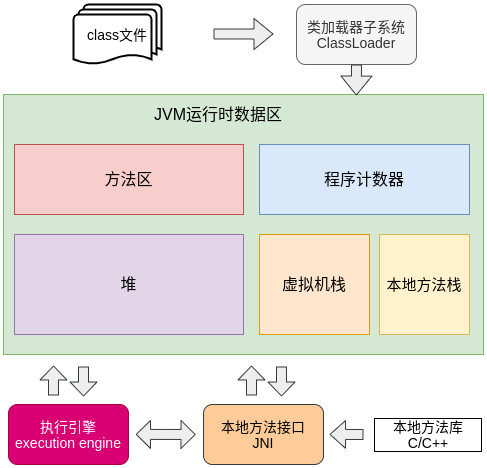 class文件
类加载器子系统
ClassLoader
JVM运行时数据区
方法区
程序计数器
堆
虚拟机栈
本地方法栈
执行引擎
execution engine
本地方法接口
JNI
本地方法库
C/C++